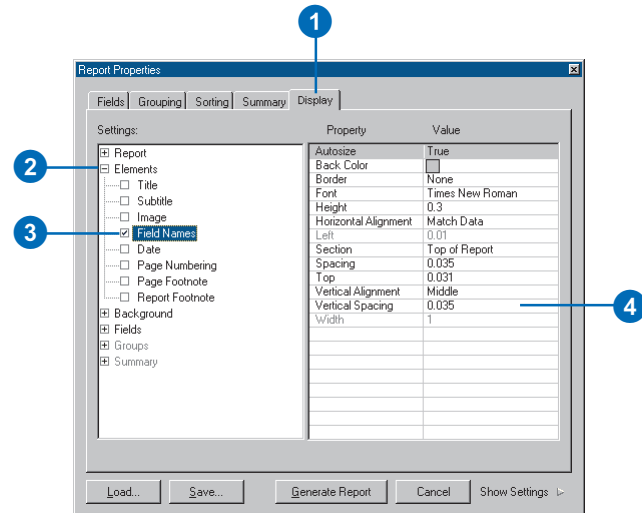 1
Report Properties
Fields Grouping Sorting Summary Display
Settings:
Property Value
2
3
4
Report
Elements
Title
Subtitle
Image
Field Names
Date
Page Numbering
Page Footnote
Report Footnote
Background
Fields
Groups
Summary
Autosize True
Back Color
Border None
Font Times New Roman
Height 0.3
Horizontal Alignment Match Data
Left 0.01
Section Top of Report
Spacing 0.035
Top 0.031
Vertical Alignment Middle
Vertical Spacing 0.035
Width 1
Load... Save... Generate Report Cancel Show Settings